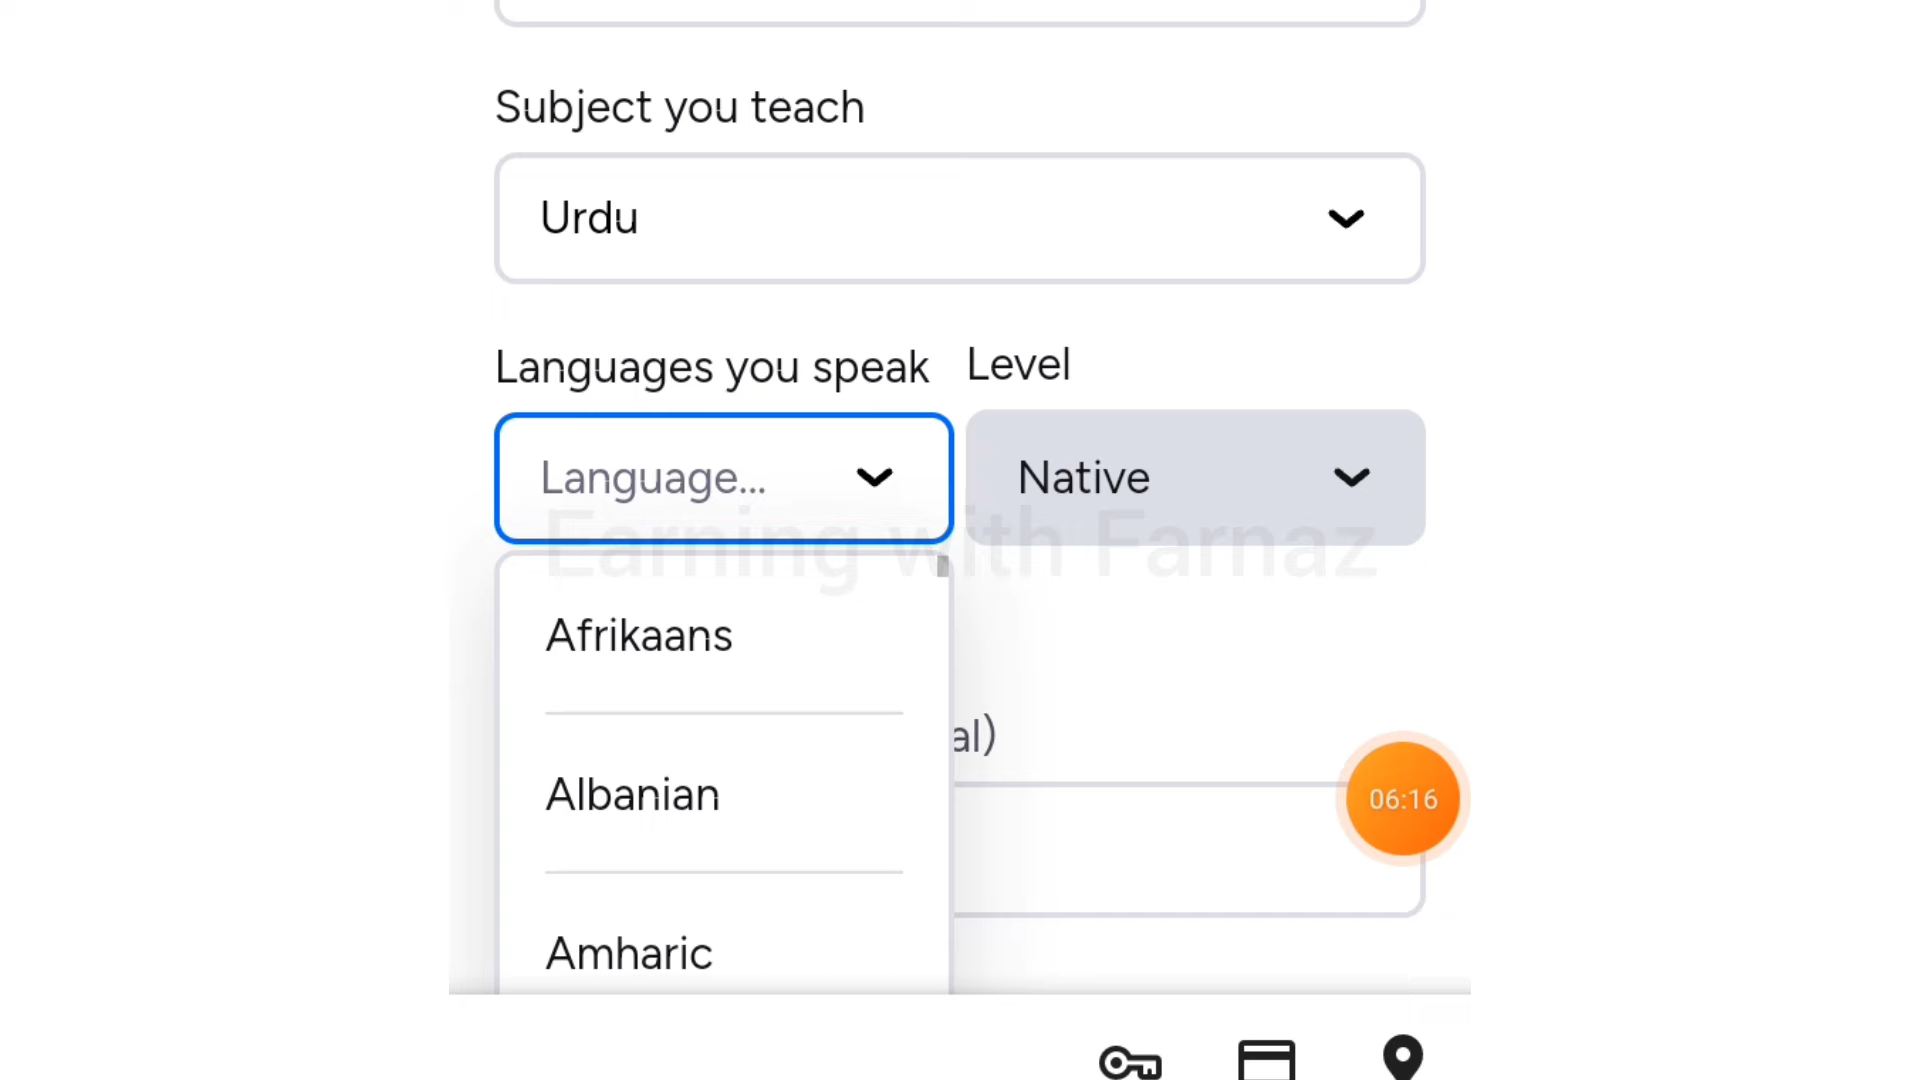 Subject you teach
Urdu
Languages you speak Level
Language... Native
Earning with Farnaz
Afrikaans
al)
Albanian
06:16
Amharic